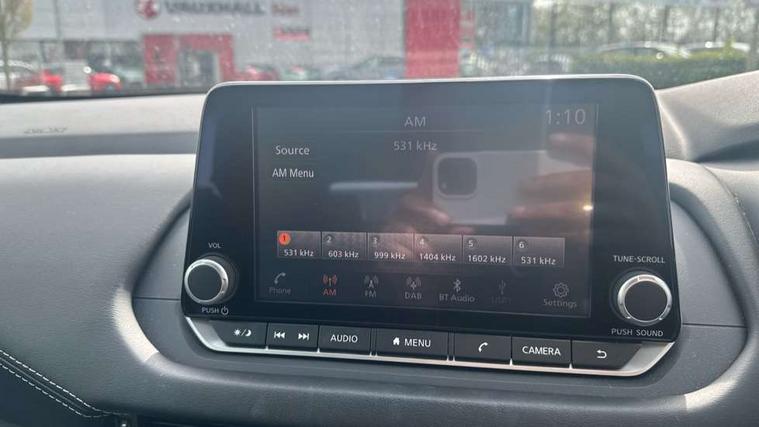 VAUXHALL
AM
1:10
Source
531 kHz
AM Menu
1 2 3 4 5 6
531 kHz 603 kHz 999 kHz 1404 kHz 1602 kHz 531 kHz
Phone AM FM DAB BT Audio USB1 Settings
VOL
PUSH
TUNE-SCROLL
PUSH SOUND
AUDIO MENU CAMERA